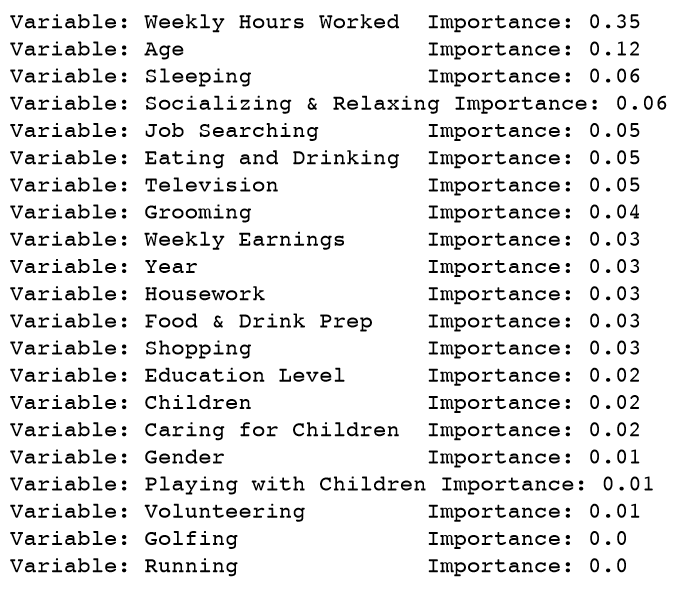 Variable: Weekly Hours Worked  Importance: 0.35
Variable: Age                  Importance: 0.12
Variable: Sleeping             Importance: 0.06
Variable: Socializing & Relaxing Importance: 0.06
Variable: Job Searching        Importance: 0.05
Variable: Eating and Drinking  Importance: 0.05
Variable: Television           Importance: 0.05
Variable: Grooming             Importance: 0.04
Variable: Weekly Earnings      Importance: 0.03
Variable: Year                 Importance: 0.03
Variable: Housework            Importance: 0.03
Variable: Food & Drink Prep    Importance: 0.03
Variable: Shopping             Importance: 0.03
Variable: Education Level      Importance: 0.02
Variable: Children             Importance: 0.02
Variable: Caring for Children  Importance: 0.02
Variable: Gender               Importance: 0.01
Variable: Playing with Children Importance: 0.01
Variable: Volunteering         Importance: 0.01
Variable: Golfing              Importance: 0.0
Variable: Running              Importance: 0.0